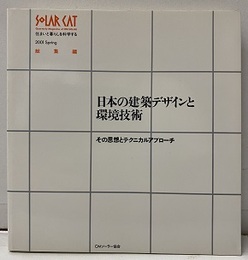 SOLAR CAT
住まいと暮らしを科学する
2001 Spring
総集編
日本の建築デザインと
環境技術
その思想とテクニカルアプローチ
OMソーラー協会